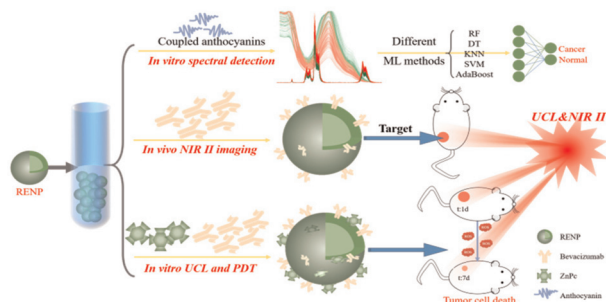 Coupled anthocyanins
In vitro spectral detection
Different
ML methods
RF
DT
KNN
SVM
AdaBoost
Cancer
Normal
RENP
In vivo NIR II imaging
Target
UCL&NIR II
In vitro UCL and PDT
t:1d
t:7d
Tumor cell death
RENP
Bevacizumab
ZnPc
Anthocyanin